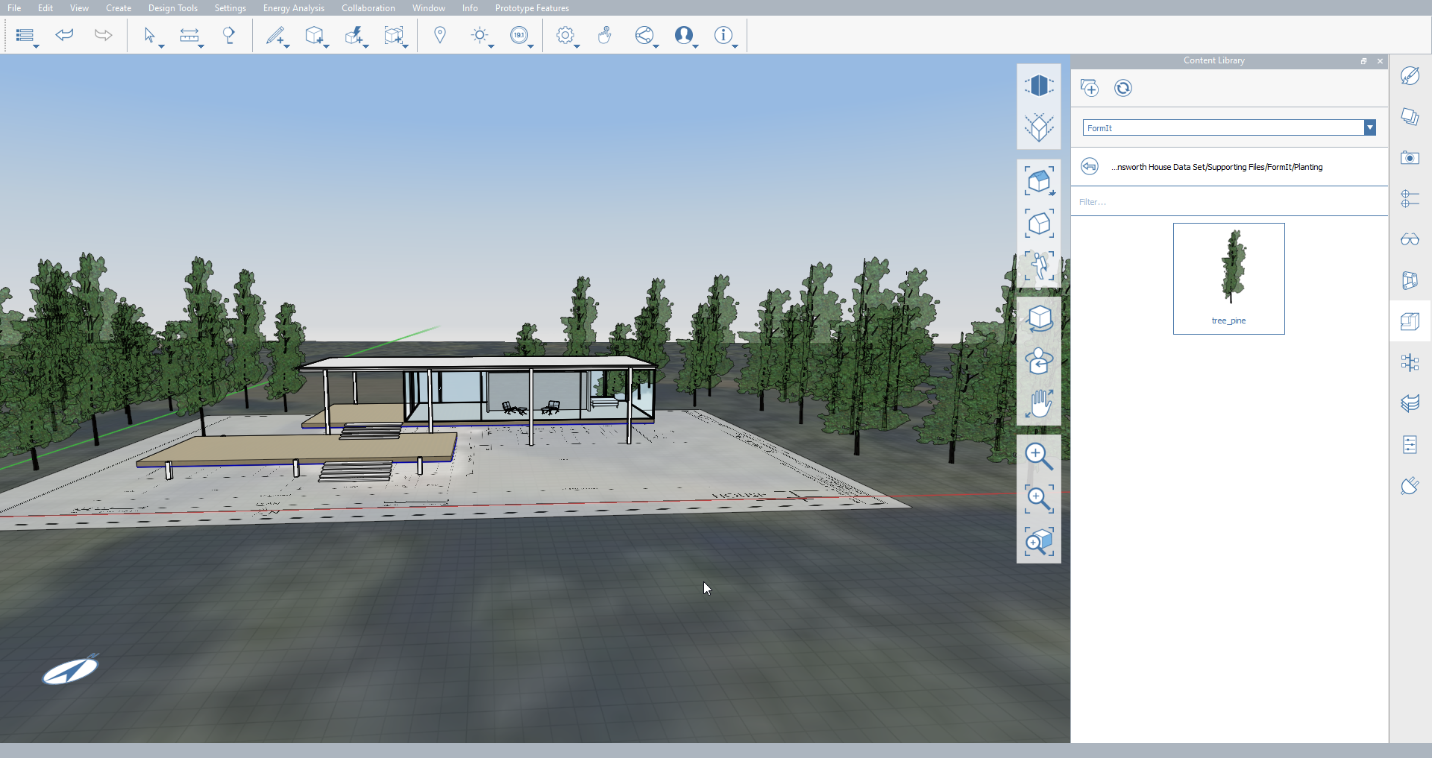 File Edit View Create Design Tools Settings Energy Analysis Collaboration Window Info Prototype Features
Content Library
FormIt
...nsworth House Data Set/Supporting Files/FormIt/Planting
Filter...
tree_pine